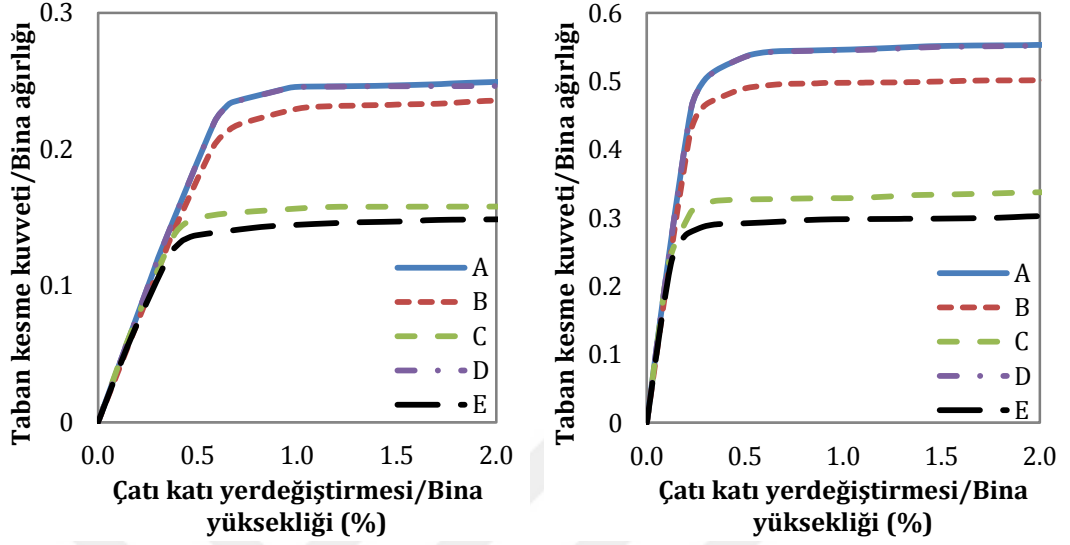 Taban kesme kuvveti/Bina ağırlığı
0.3
0.2
0.1
0
A
B
C
D
E
0.0 0.5 1.0 1.5 2.0
Çatı katı yerdeğiştirmesi/Bina
yüksekliği (%)
Taban kesme kuvveti/Bina ağırlığı
0.6
0.5
0.4
0.3
0.2
0.1
0
A
B
C
D
E
0.0 0.5 1.0 1.5 2.0
Çatı katı yerdeğiştirmesi/Bina
yüksekliği (%)